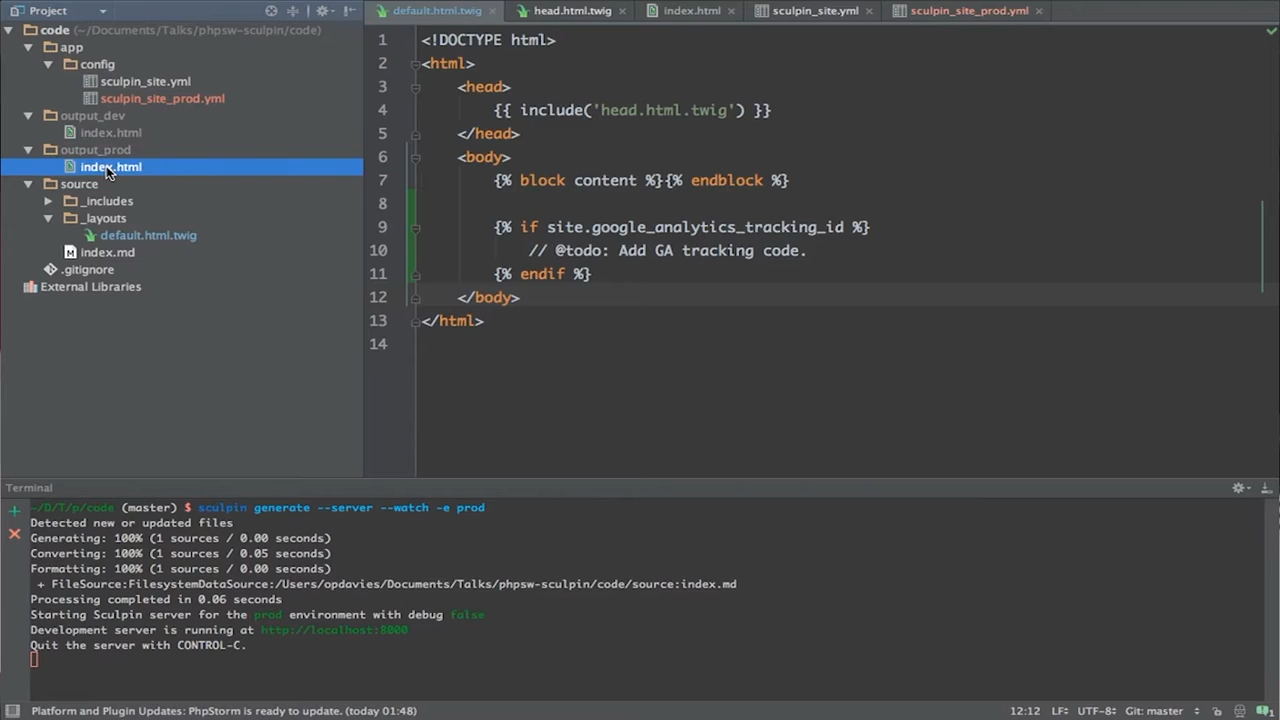 Project
default.html.twig
head.html.twig
index.html
sculpin_site.yml
sculpin_site_prod.yml
code (~/Documents/Talks/phpsw-sculpin/code)
app
config
sculpin_site.yml
sculpin_site_prod.yml
output_dev
index.html
output_prod
index.html
source
_includes
_layouts
default.html.twig
index.md
.gitignore
External Libraries
1 <!DOCTYPE html>
2 <html>
3 <head>
4 {{ include('head.html.twig') }}
5 </head>
6 <body>
7 {% block content %}{% endblock %}
8
9 {% if site.google_analytics_tracking_id %}
10 // @todo: Add GA tracking code.
11 {% endif %}
12 </body>
13 </html>
14
Terminal
~/D/T/p/code (master) $ sculpin generate --server --watch -e prod
Detected new or updated files
Generating: 100% (1 sources / 0.00 seconds)
Converting: 100% (1 sources / 0.05 seconds)
Formatting: 100% (1 sources / 0.00 seconds)
+ FileSource:FilesystemDataSource:/Users/opdavies/Documents/Talks/phpsw-sculpin/code/source:index.md
Processing completed in 0.06 seconds
Starting Sculpin server for the prod environment with debug false
Development server is running at http://localhost:8000
Quit the server with CONTROL-C.
Platform and Plugin Updates: PhpStorm is ready to update. (today 01:48)
12:12 LF÷ UTF-8÷ Git: master